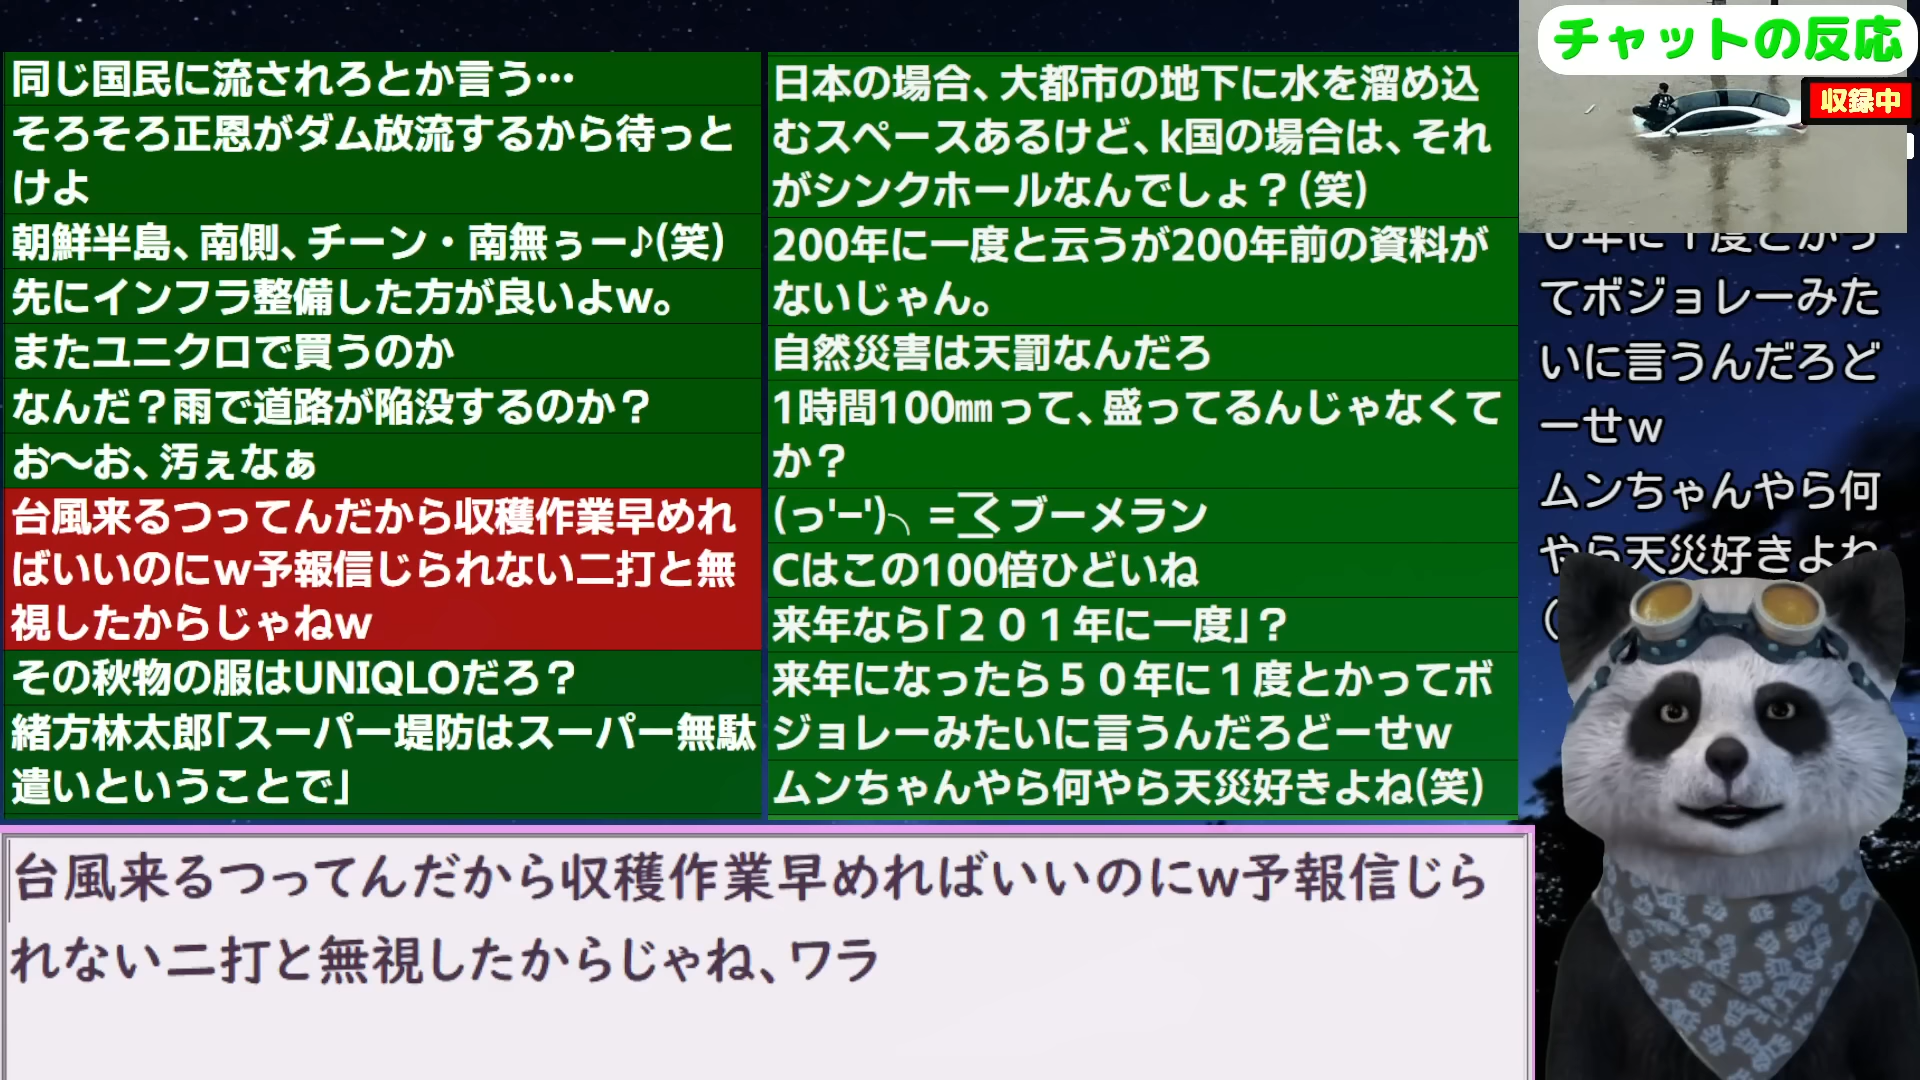 同じ国民に流されろとか言う…
そろそろ正恩がダム放流するから待っと
けよ
朝鮮半島、南側、チーン・南無ぅー♪(笑)
先にインフラ整備した方が良いよw。
またユニクロで買うのか
なんだ？雨で道路が陥没するのか？
お〜お、汚ぇなぁ
台風来るつってんだから収穫作業早めれ
ばいいのにw予報信じられない二打と無
視したからじゃねw
その秋物の服はUNIQLOだろ？
緒方林太郎｢スーパー堤防はスーパー無駄
遣いということで｣
日本の場合、大都市の地下に水を溜め込
むスペースあるけど、k国の場合は、それ
がシンクホールなんでしょ？(笑)
200年に一度と云うが200年前の資料が
ないじゃん。
自然災害は天罰なんだろ
1時間100㎜って、盛ってるんじゃなくて
か？
(っ'-')╮ =͟͟͞͞ く ブーメラン
Cはこの100倍ひどいね
来年なら｢２０１年に一度｣？
来年になったら５０年に１度とかってボ
ジョレーみたいに言うんだろどーせw
ムンちゃんやら何やら天災好きよね(笑)
チャットの反応
収録中
０年に１度とかっ
てボジョレーみた
いに言うんだろど
ーせw
ムンちゃんやら何
やら天災好きよね
(
台風来るつってんだから収穫作業早めればいいのにw予報信じら
れない二打と無視したからじゃね、ワラ